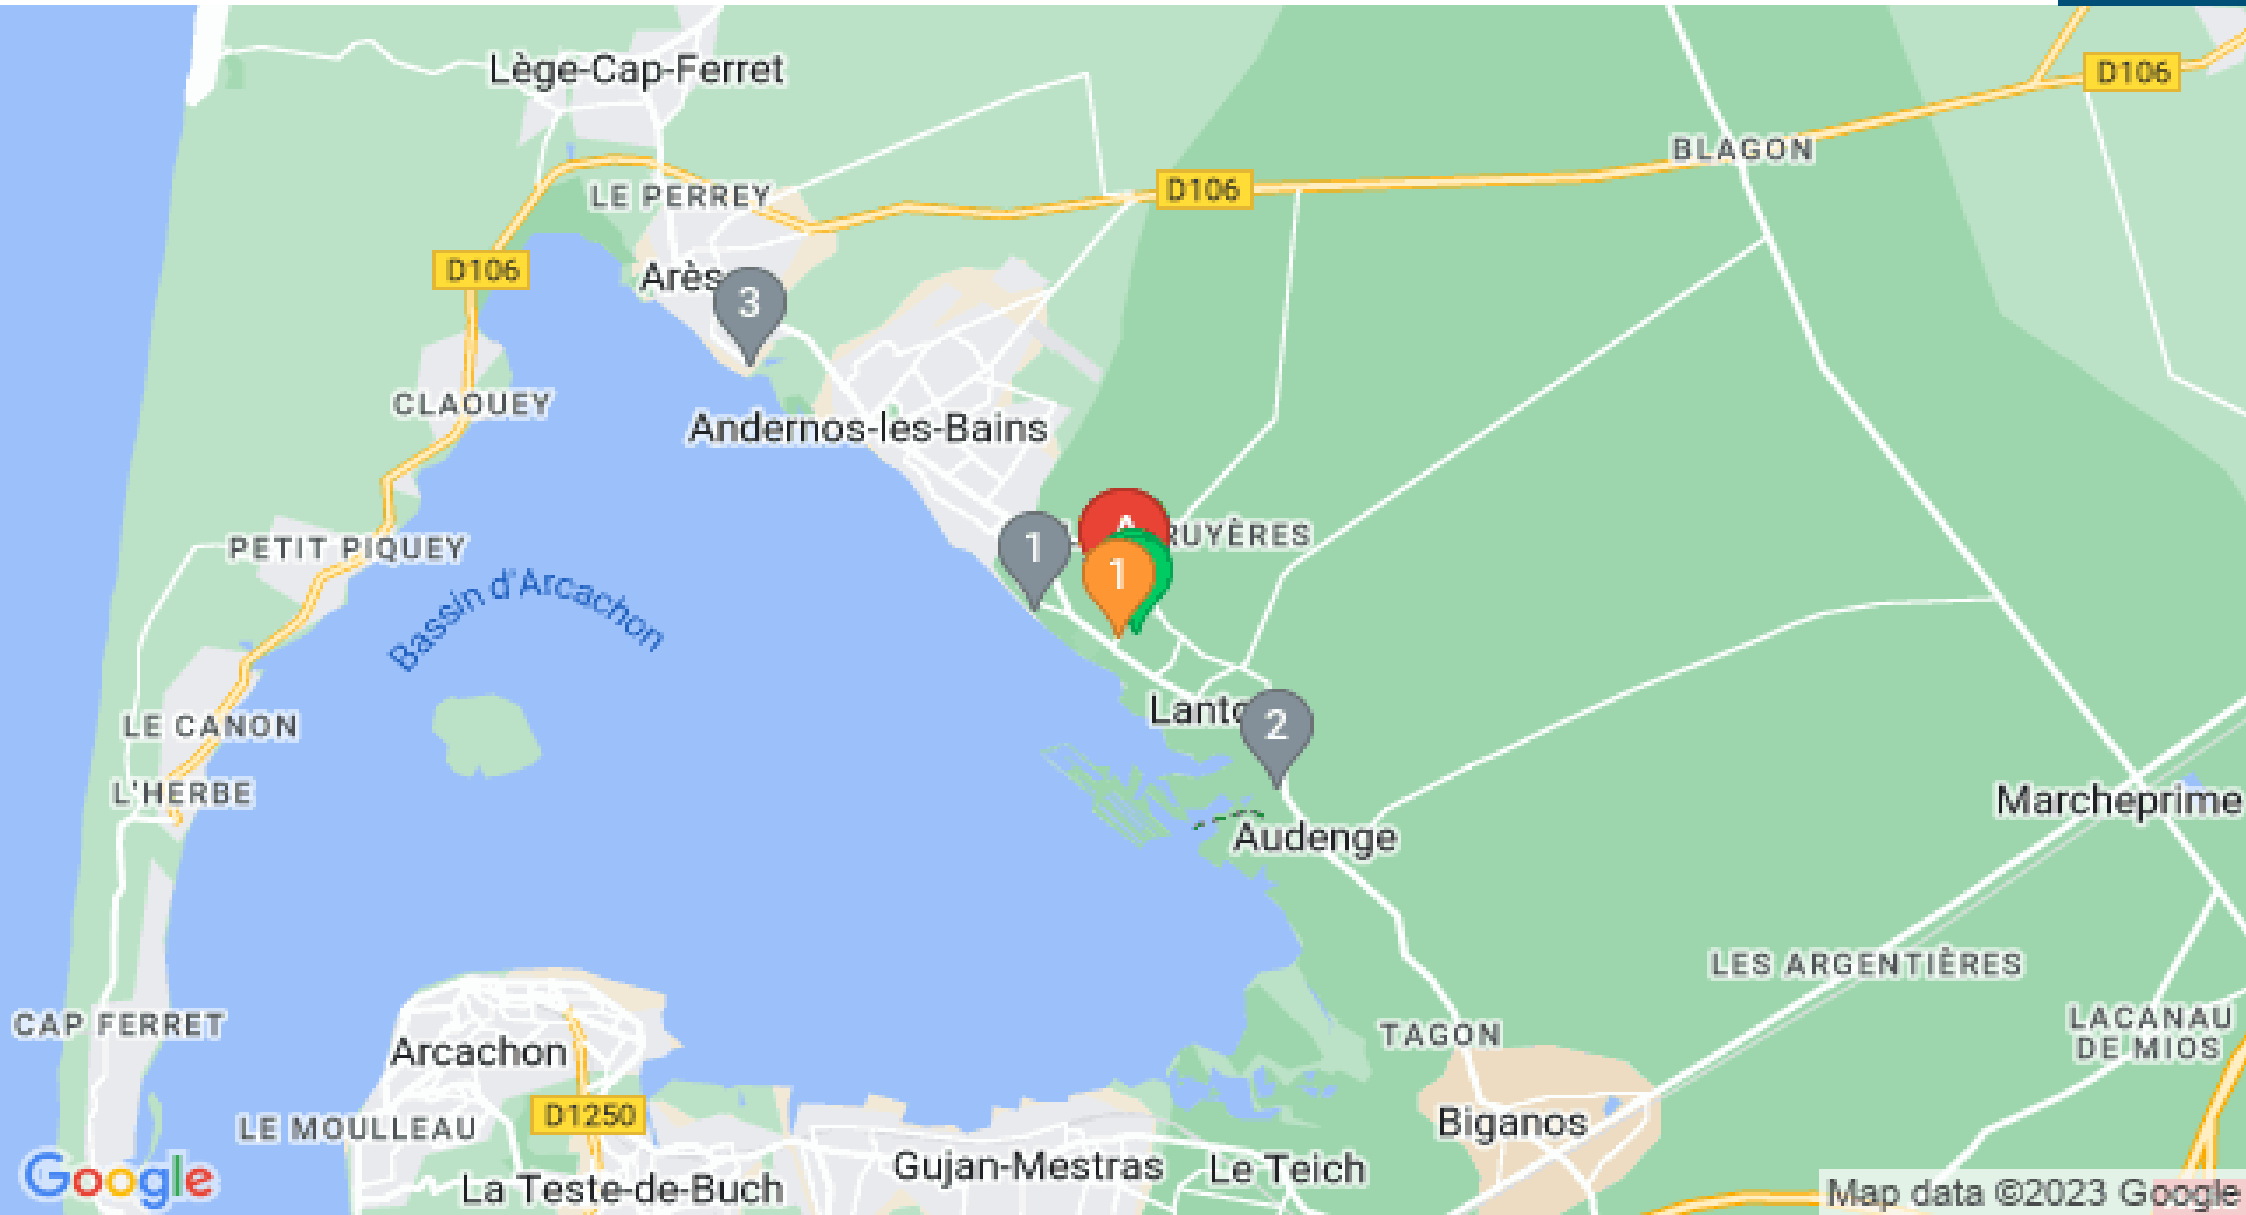 Lège-Cap-Ferret
D106
BLAGON
D106
LE PERREY
D106
Arès
3
CLAOUEY
Andernos-les-Bains
PETIT PIQUEY
1
A
RUYÈRES
1
Bassin d'Arcachon
LE CANON
Lanto
2
L'HERBE
Marcheprime
Audenge
LES ARGENTIÈRES
CAP FERRET
Arcachon
TAGON
LACANAU
DE MIOS
D1250
LE MOULLEAU
Biganos
Gujan-Mestras
Le Teich
La Teste-de-Buch
Google
Map data ©2023 Google